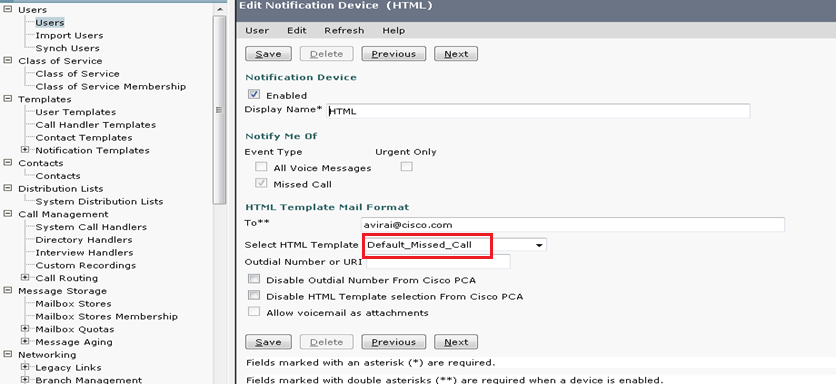 Users
Users
Import Users
Synch Users
Class of Service
Class of Service
Class of Service Membership
Templates
User Templates
Call Handler Templates
Contact Templates
Notification Templates
Contacts
Contacts
Distribution Lists
System Distribution Lists
Call Management
System Call Handlers
Directory Handlers
Interview Handlers
Custom Recordings
Call Routing
Message Storage
Mailbox Stores
Mailbox Stores Membership
Mailbox Quotas
Message Aging
Networking
Legacy Links
Branch Management
Edit Notification Device (HTML)
User Edit Refresh Help
Save Delete Previous Next
Notification Device
Enabled
Display Name* HTML
Notify Me Of
Event Type Urgent Only
All Voice Messages
Missed Call
HTML Template Mail Format
To** avirai@cisco.com
Select HTML Template Default_Missed_Call
Outdial Number or URI
Disable Outdial Number From Cisco PCA
Disable HTML Template selection From Cisco PCA
Allow voicemail as attachments
Save Delete Previous Next
Fields marked with an asterisk (*) are required.
Fields marked with double asterisks (**) are required when a device is enabled.